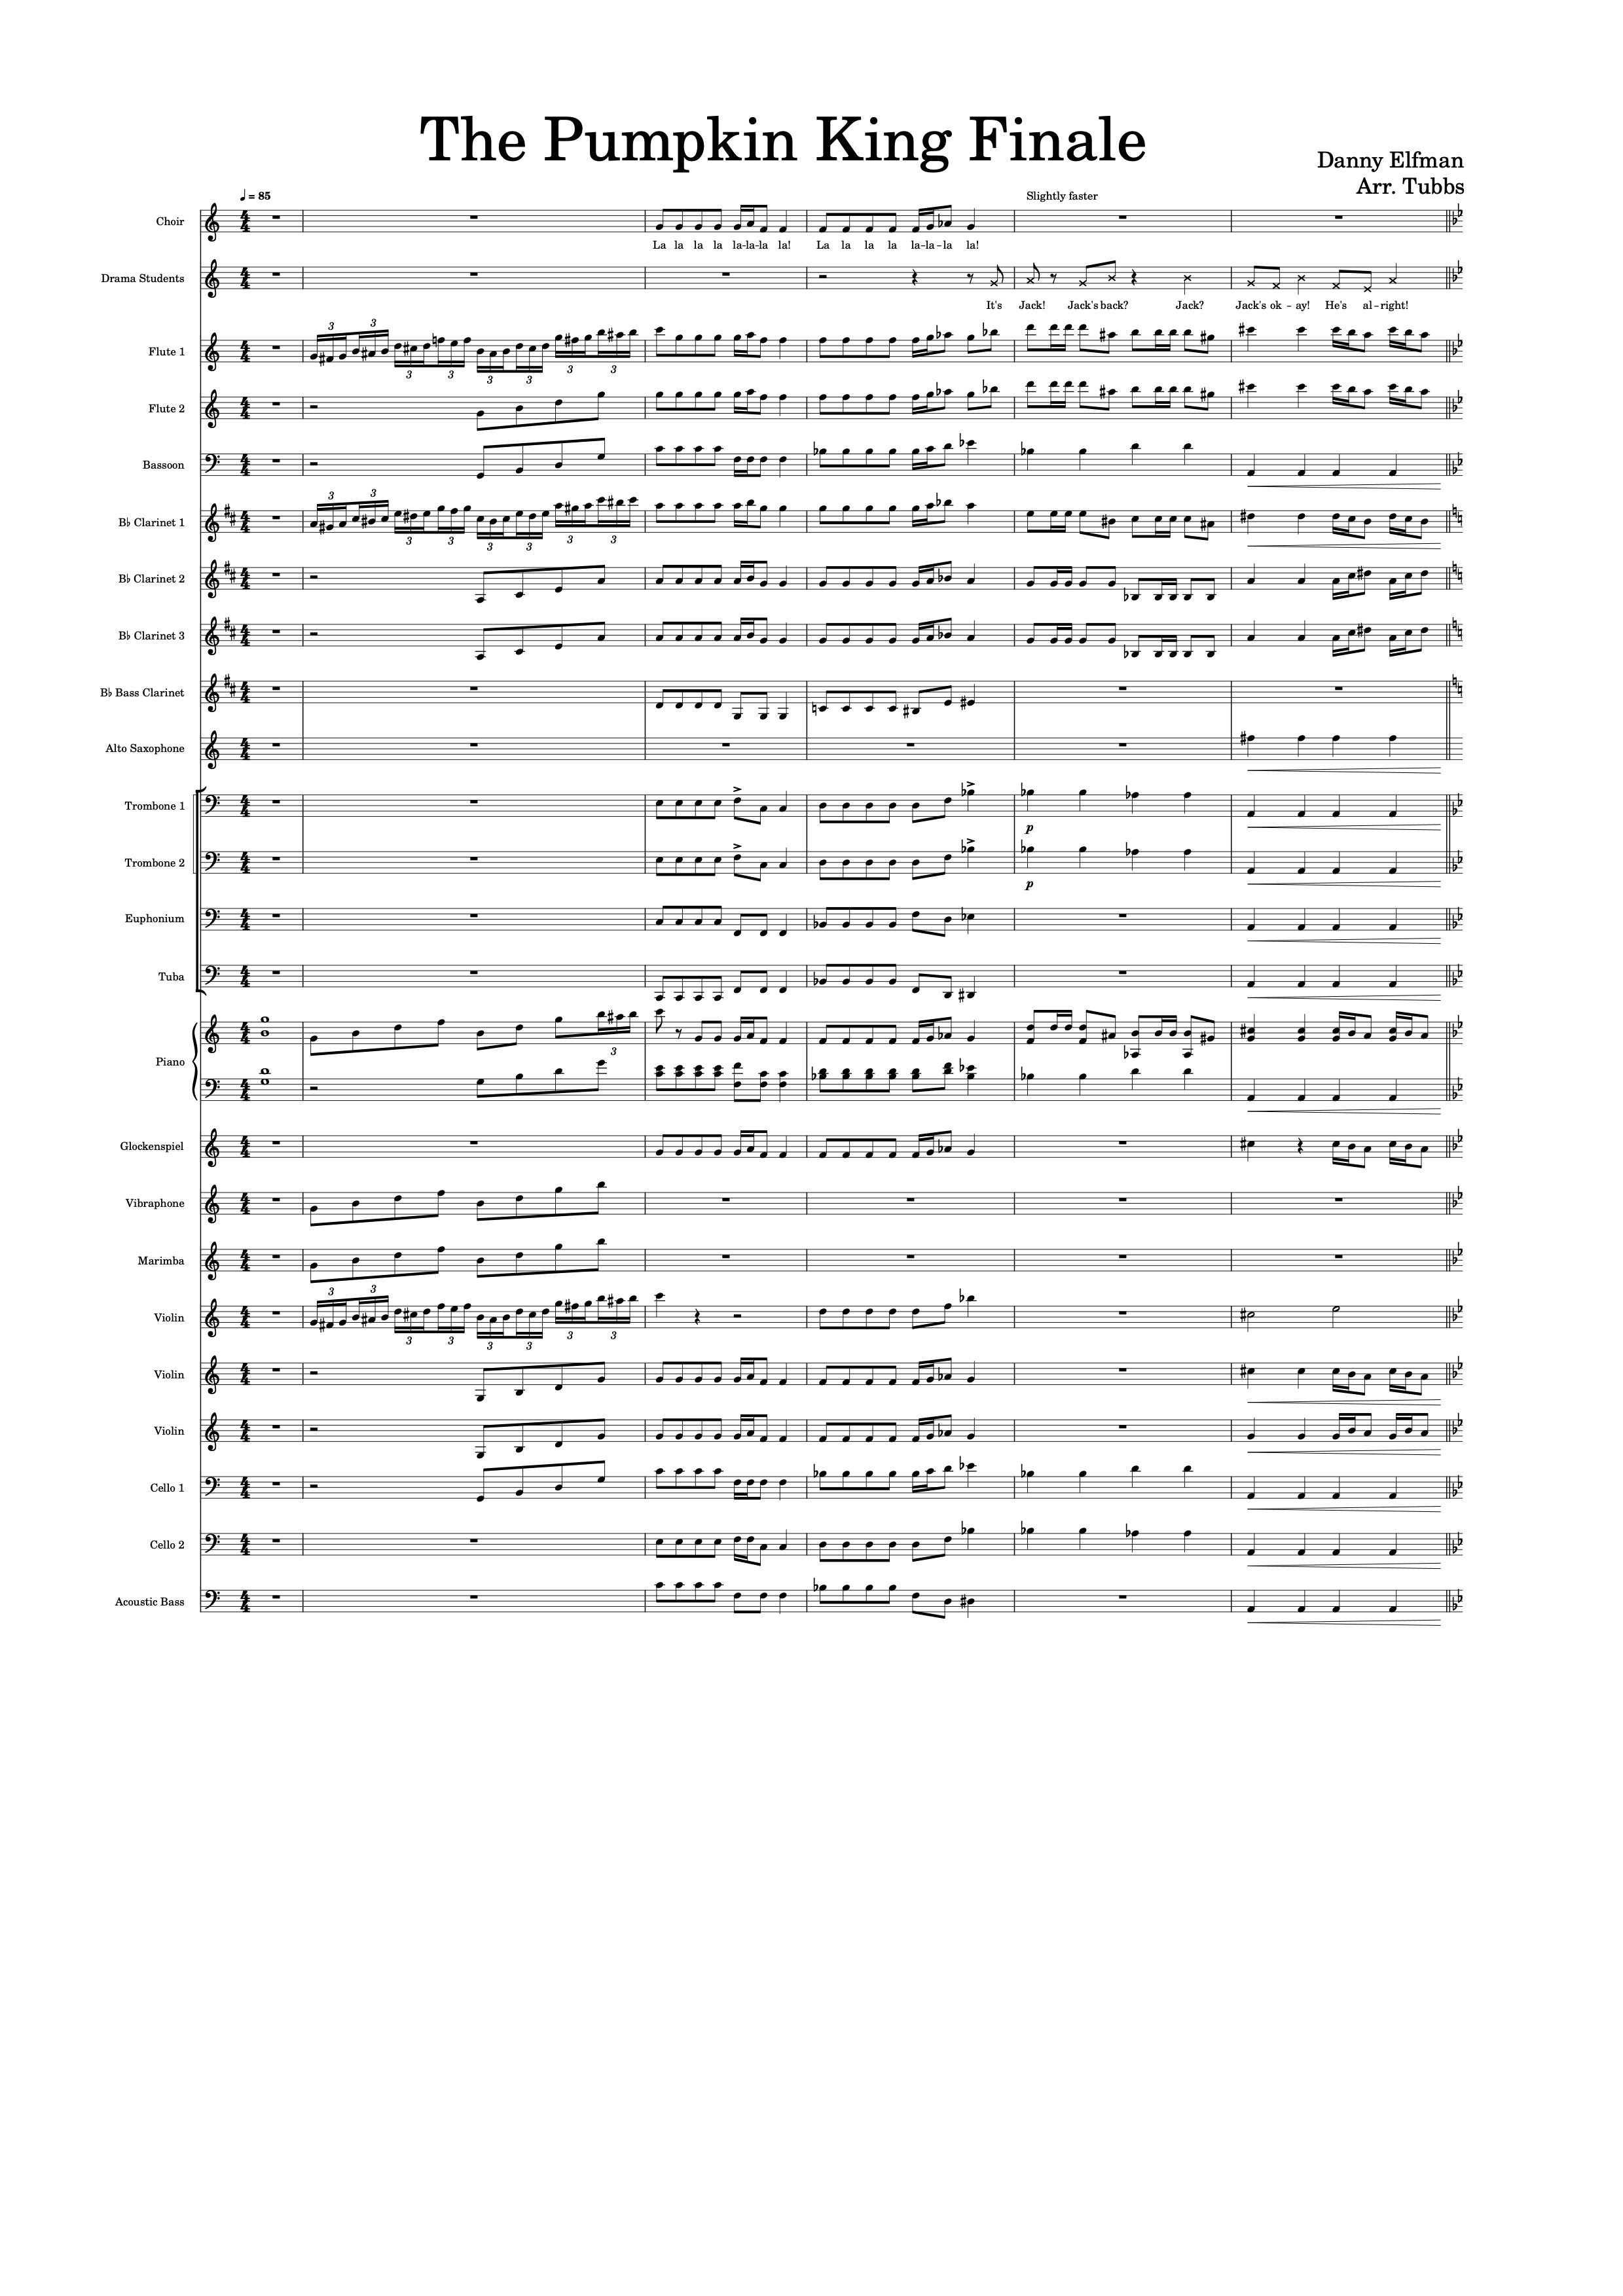 The Pumpkin King Finale
Danny Elfman
Arr. Tubbs
♩ = 85
Slightly faster
Choir
La la la la la-la-la la! La la la la la-la-la la!
Drama Students
It's Jack! Jack's back? Jack? Jack's ok-ay! He's al-right!
Flute 1
3 3 3 3 3 3 3 3
Flute 2
Bassoon
B♭ Clarinet 1
3 3 3 3 3 3 3 3
B♭ Clarinet 2
B♭ Clarinet 3
B♭ Bass Clarinet
Alto Saxophone
Trombone 1
p
Trombone 2
p
Euphonium
Tuba
Piano
3
Glockenspiel
Vibraphone
Marimba
Violin
3 3 3 3 3 3 3 3
Violin
Violin
Cello 1
Cello 2
Acoustic Bass